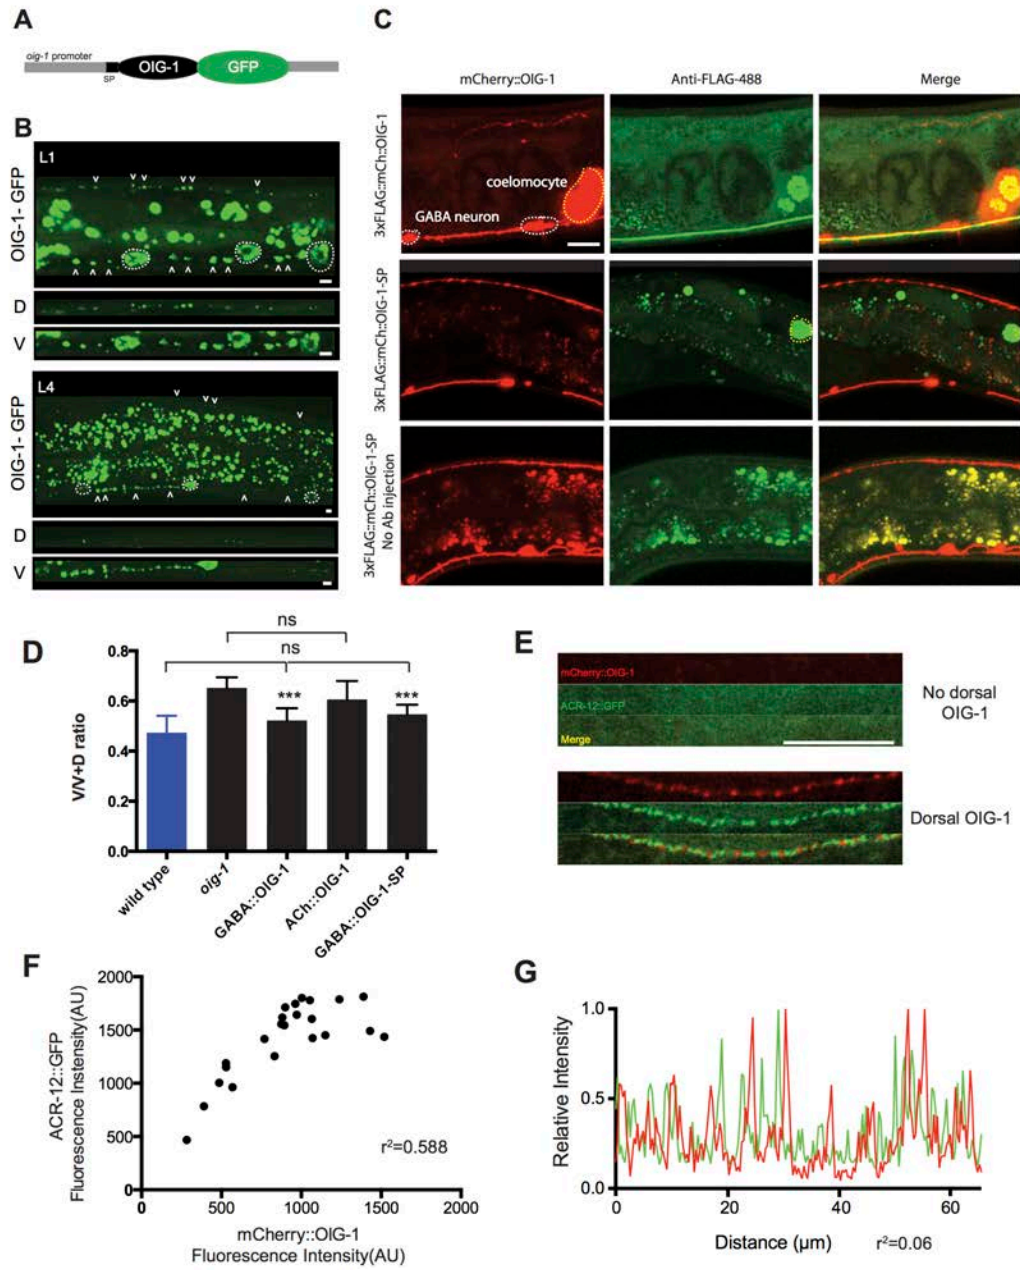 A
oig-1 promoter
SP
OIG-1
GFP
B
L1
OIG-1- GFP
D
V
L4
OIG-1- GFP
D
V
C
mCherry::OIG-1
Anti-FLAG-488
Merge
3xFLAG::mCh::OIG-1
coelomocyte
GABA neuron
3xFLAG::mCh::OIG-1-SP
3xFLAG::mCh::OIG-1-SP
No Ab injection
D
ns
ns
***
***
V/V+D ratio
0.8
0.6
0.4
0.2
0.0
wild type
oig-1
GABA::OIG-1
ACh::OIG-1
GABA::OIG-1-SP
E
mCherry::OIG-1
ACR-12::GFP
Merge
No dorsal
OIG-1
Dorsal OIG-1
F
ACR-12::GFP
Fluorescence Instensity(AU)
2000
1500
1000
500
0
r²=0.588
0
500
1000
1500
2000
mCherry::OIG-1
Fluorescence Intensity(AU)
G
Relative Intensity
1.0
0.5
0.0
0
20
40
60
Distance (µm)
r²=0.06